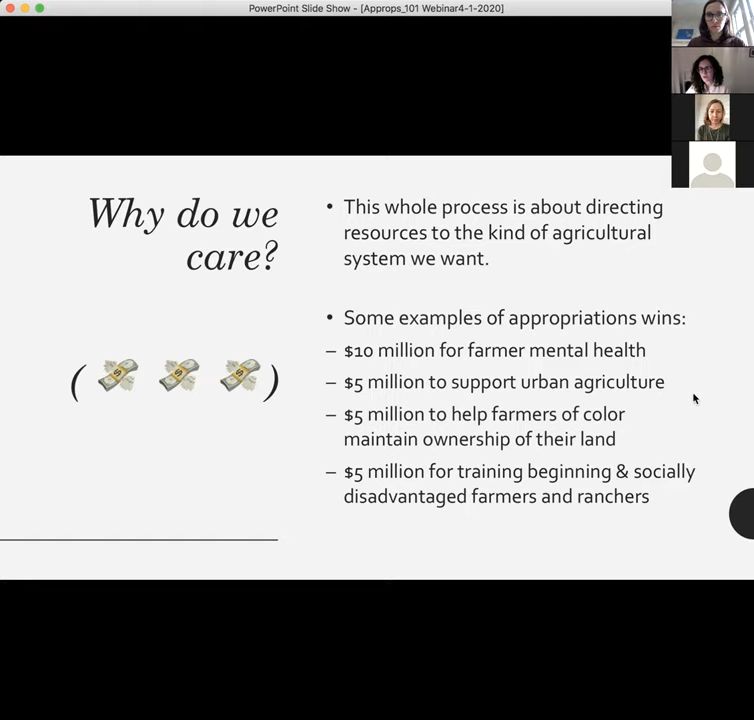 PowerPoint Slide Show - [Approps_101 Webinar4-1-2020]
Why do we
care?
• This whole process is about directing
resources to the kind of agricultural
system we want.
• Some examples of appropriations wins:
– $10 million for farmer mental health
– $5 million to support urban agriculture
– $5 million to help farmers of color
maintain ownership of their land
– $5 million for training beginning & socially
disadvantaged farmers and ranchers
( 💸 💸 💸 )